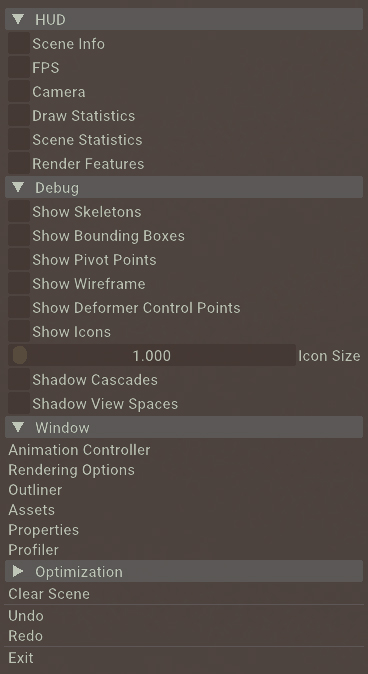 HUD
Scene Info
FPS
Camera
Draw Statistics
Scene Statistics
Render Features
Debug
Show Skeletons
Show Bounding Boxes
Show Pivot Points
Show Wireframe
Show Deformer Control Points
Show Icons
1.000 Icon Size
Shadow Cascades
Shadow View Spaces
Window
Animation Controller
Rendering Options
Outliner
Assets
Properties
Profiler
Optimization
Clear Scene
Undo
Redo
Exit